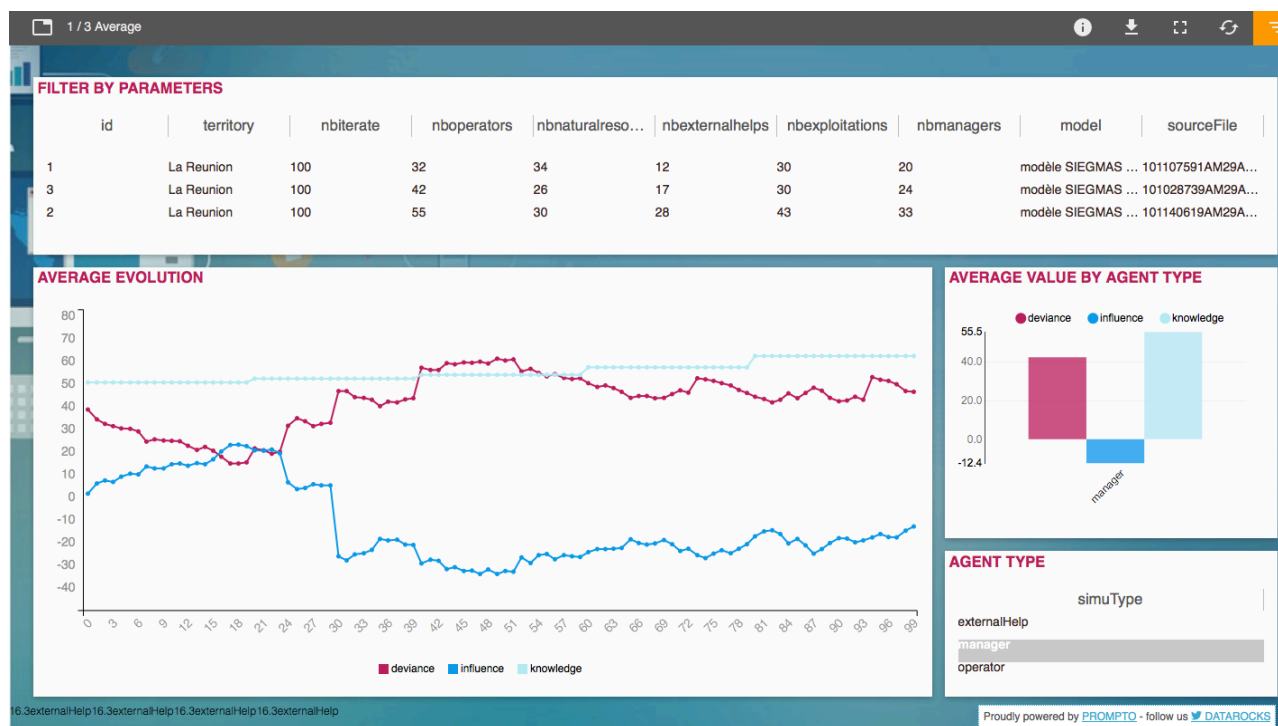 1 / 3 Average
FILTER BY PARAMETERS
id territory nbiterate nboperators nbnaturalreso... nbexternalhelps nbexploitations nbmanagers model sourceFile
1 La Reunion 100 32 34 12 30 20 modèle SIEGMAS ... 101107591AM29A...
3 La Reunion 100 42 26 17 30 24 modèle SIEGMAS ... 101028739AM29A...
2 La Reunion 100 55 30 28 43 33 modèle SIEGMAS ... 101140619AM29A...
AVERAGE EVOLUTION
80
70
60
50
40
30
20
10
0
-10
-20
-30
-40
0 3 6 9 12 15 18 21 24 27 30 33 36 39 42 45 48 51 54 57 60 63 66 69 72 75 78 81 84 87 90 93 96 99
deviance influence knowledge
AVERAGE VALUE BY AGENT TYPE
deviance influence knowledge
55.5
40.0
20.0
0.0
-12.4
manager
AGENT TYPE
simuType
externalHelp
manager
operator
16.3externalHelp16.3externalHelp16.3externalHelp16.3externalHelp
Proudly powered by PROMPTO - follow us DATAROCKS